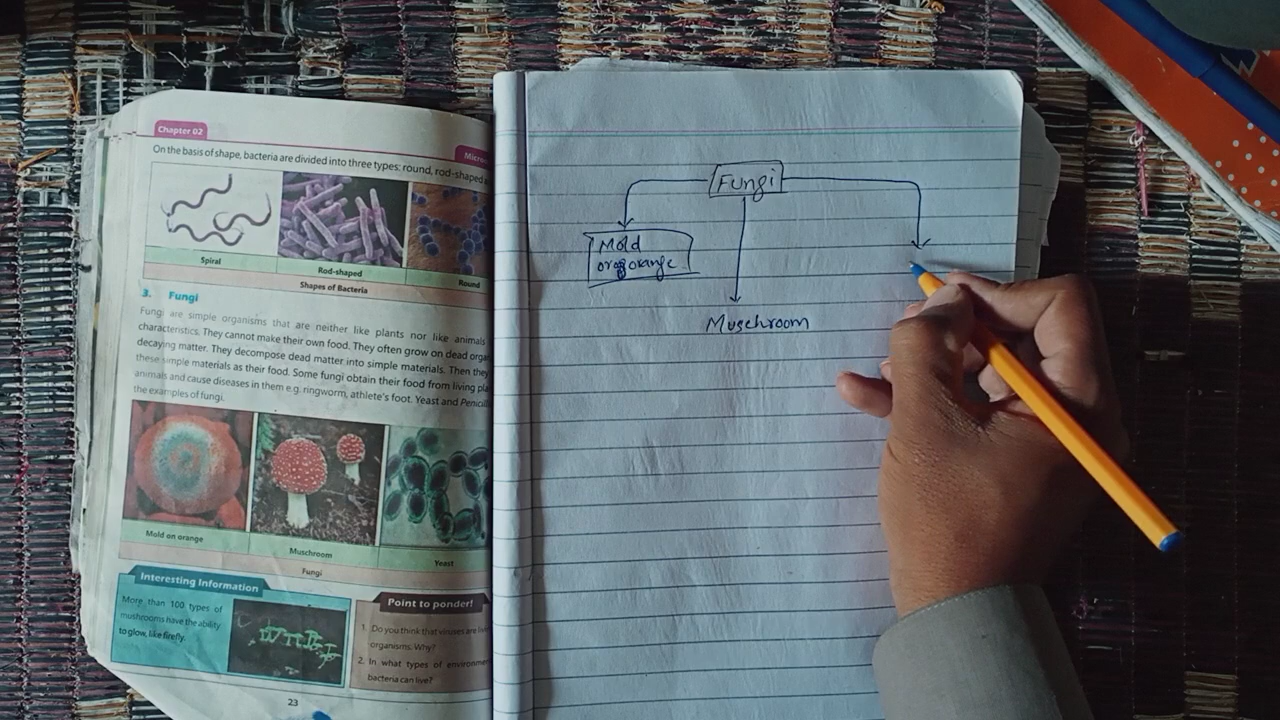 Chapter 02
Micro
On the basis of shape, bacteria are divided into three types: round, rod-shaped
Spiral
Rod-shaped
Round
Shapes of Bacteria
3. Fungi
Fungi are simple organisms that are neither like plants nor like animals
characteristics. They cannot make their own food. They often grow on dead orga
decaying matter. They decompose dead matter into simple materials. Then they
these simple materials as their food. Some fungi obtain their food from living pla
animals and cause diseases in them e.g. ringworm, athlete's foot. Yeast and Penicill
the examples of fungi.
Mold on orange
Muschroom
Yeast
Fungi
Interesting Information
More than 100 types of
mushrooms have the ability
to glow, like firefly.
Point to ponder!
1. Do you think that viruses are livi
organisms. Why?
2. In what types of environme
bacteria can live?
23
Fungi
Mold
orange
Muschroom